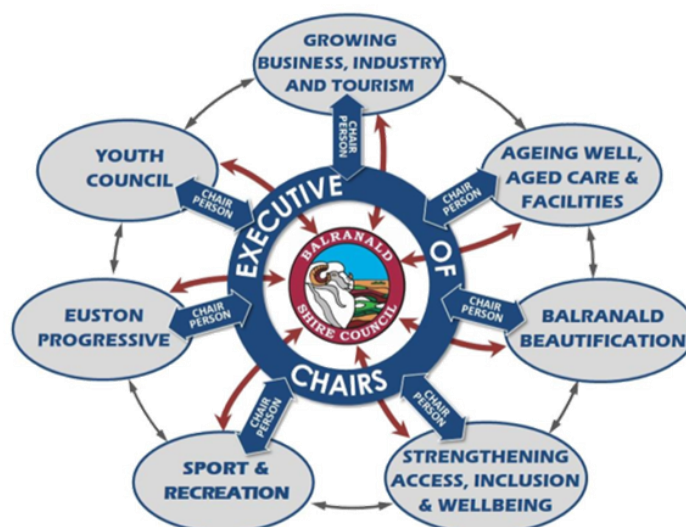 GROWING
BUSINESS, INDUSTRY
AND TOURISM
CHAIR
PERSON
YOUTH
COUNCIL
CHAIR
PERSON
AGEING WELL,
AGED CARE &
FACILITIES
CHAIR
PERSON
EXECUTIVE
OF
CHAIRS
BALRANALD
SHIRE COUNCIL
EUSTON
PROGRESSIVE
CHAIR
PERSON
BALRANALD
BEAUTIFICATION
CHAIR
PERSON
SPORT &
RECREATION
CHAIR
PERSON
STRENGTHENING
ACCESS, INCLUSION
& WELLBEING
CHAIR
PERSON